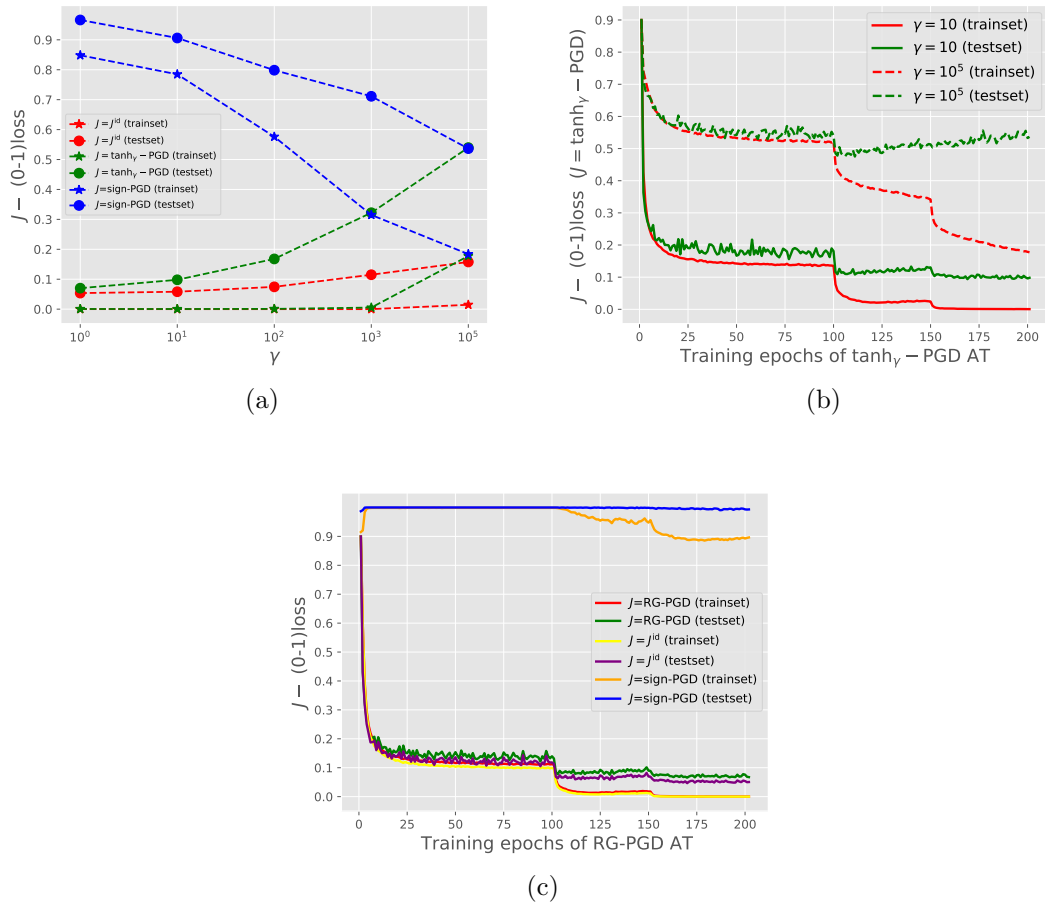 J − (0-1)loss
0.9
0.8
0.7
0.6
0.5
0.4
0.3
0.2
0.1
0.0
J = J^id (trainset)
J = J^id (testset)
J = tanh_γ − PGD (trainset)
J = tanh_γ − PGD (testset)
J=sign-PGD (trainset)
J=sign-PGD (testset)
10^0 10^1 10^2 10^3 10^5
γ
(a)
J − (0-1)loss (J = tanh_γ − PGD)
0.9
0.8
0.7
0.6
0.5
0.4
0.3
0.2
0.1
0.0
γ = 10 (trainset)
γ = 10 (testset)
γ = 10^5 (trainset)
γ = 10^5 (testset)
0 25 50 75 100 125 150 175 200
Training epochs of tanh_γ − PGD AT
(b)
J − (0-1)loss
0.9
0.8
0.7
0.6
0.5
0.4
0.3
0.2
0.1
0.0
J=RG-PGD (trainset)
J=RG-PGD (testset)
J = J^id (trainset)
J = J^id (testset)
J=sign-PGD (trainset)
J=sign-PGD (testset)
0 25 50 75 100 125 150 175 200
Training epochs of RG-PGD AT
(c)